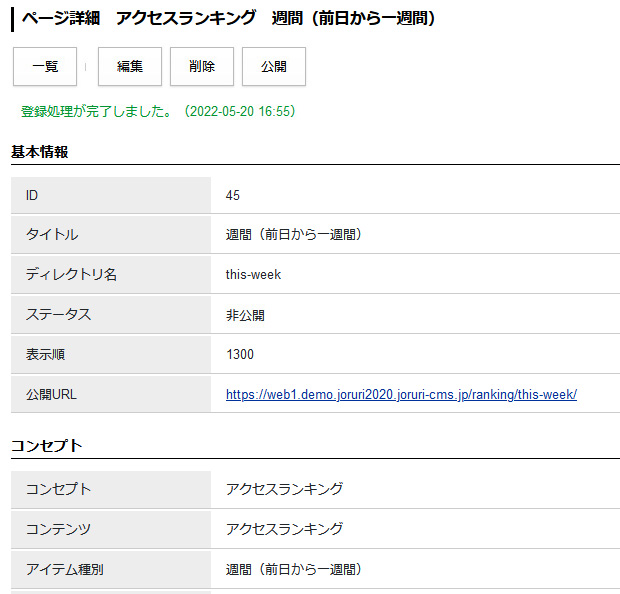 ページ詳細　アクセスランキング　週間（前日から一週間）
一覧 編集 削除 公開
登録処理が完了しました。（2022-05-20 16:55）
基本情報
ID 45
タイトル 週間（前日から一週間）
ディレクトリ名 this-week
ステータス 非公開
表示順 1300
公開URL https://web1.demo.joruri2020.joruri-cms.jp/ranking/this-week/
コンセプト
コンセプト アクセスランキング
コンテンツ アクセスランキング
アイテム種別 週間（前日から一週間）